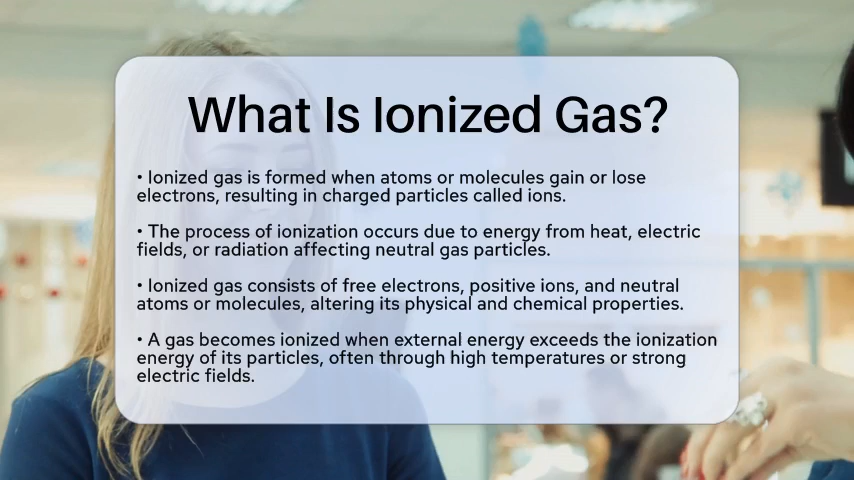 What Is Ionized Gas?
• Ionized gas is formed when atoms or molecules gain or lose
electrons, resulting in charged particles called ions.
• The process of ionization occurs due to energy from heat, electric
fields, or radiation affecting neutral gas particles.
• Ionized gas consists of free electrons, positive ions, and neutral
atoms or molecules, altering its physical and chemical properties.
• A gas becomes ionized when external energy exceeds the ionization
energy of its particles, often through high temperatures or strong
electric fields.